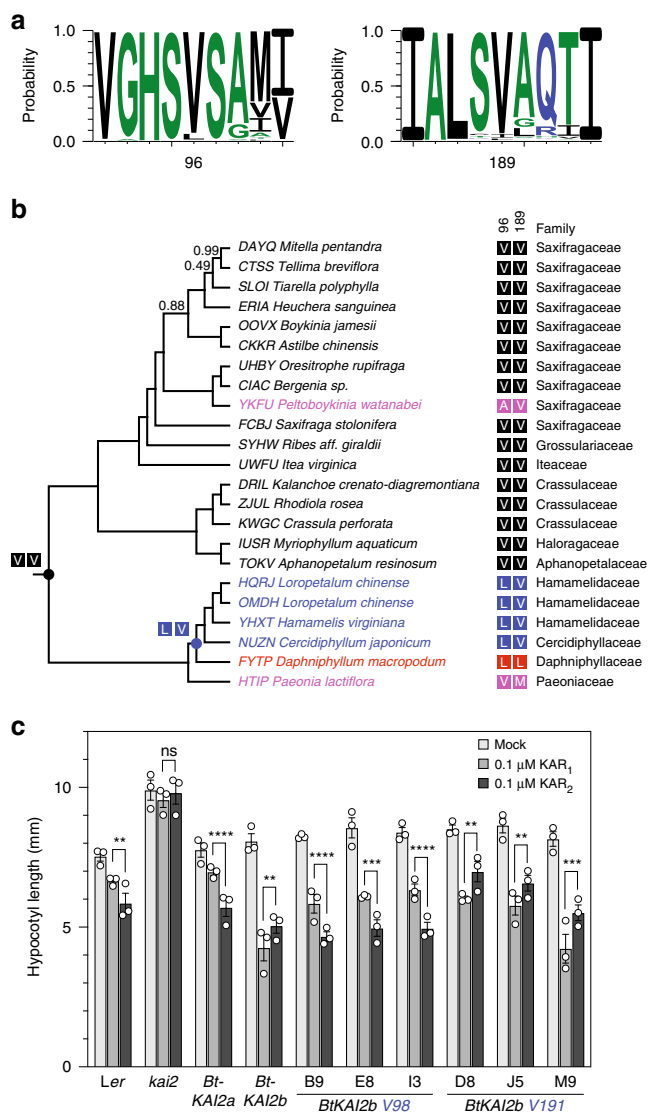 a
Probability
1.0
0.5
0.0
VGHSVSAMI
96
Probability
1.0
0.5
0.0
IALSVAQTI
189
b
96 189 Family
DAYQ Mitella pentandra V V Saxifragaceae
CTSS Tellima breviflora V V Saxifragaceae
SLOI Tiarella polyphylla V V Saxifragaceae
ERIA Heuchera sanguinea V V Saxifragaceae
OOVX Boykinia jamesii V V Saxifragaceae
CKKR Astilbe chinensis V V Saxifragaceae
UHBY Oresitrophe rupifraga V V Saxifragaceae
CIAC Bergenia sp. V V Saxifragaceae
YKFU Peltoboykinia watanabei A V Saxifragaceae
FCBJ Saxifraga stolonifera V V Saxifragaceae
SYHW Ribes aff. giraldii V V Grossulariaceae
UWFU Itea virginica V V Iteaceae
DRIL Kalanchoe crenato-diagremontiana V V Crassulaceae
ZJUL Rhodiola rosea V V Crassulaceae
KWGC Crassula perforata V V Crassulaceae
IUSR Myriophyllum aquaticum V V Haloragaceae
TOKV Aphanopetalum resinosum V V Aphanopetalaceae
HQRJ Loropetalum chinense L V Hamamelidaceae
OMDH Loropetalum chinense L V Hamamelidaceae
YHXT Hamamelis virginiana L V Hamamelidaceae
NUZN Cercidiphyllum japonicum L V Cercidiphyllaceae
FYTP Daphniphyllum macropodum L L Daphniphyllaceae
HTIP Paeonia lactiflora V M Paeoniaceae
0.99
0.49
0.88
V V
L V
c
Hypocotyl length (mm)
10
5
0
Mock
0.1 μM KAR1
0.1 μM KAR2
** ns **** ** **** *** **** ** ** ***
Ler kai2 Bt-KAI2a Bt-KAI2b B9 E8 I3 D8 J5 M9
BtKAI2b V98 BtKAI2b V191